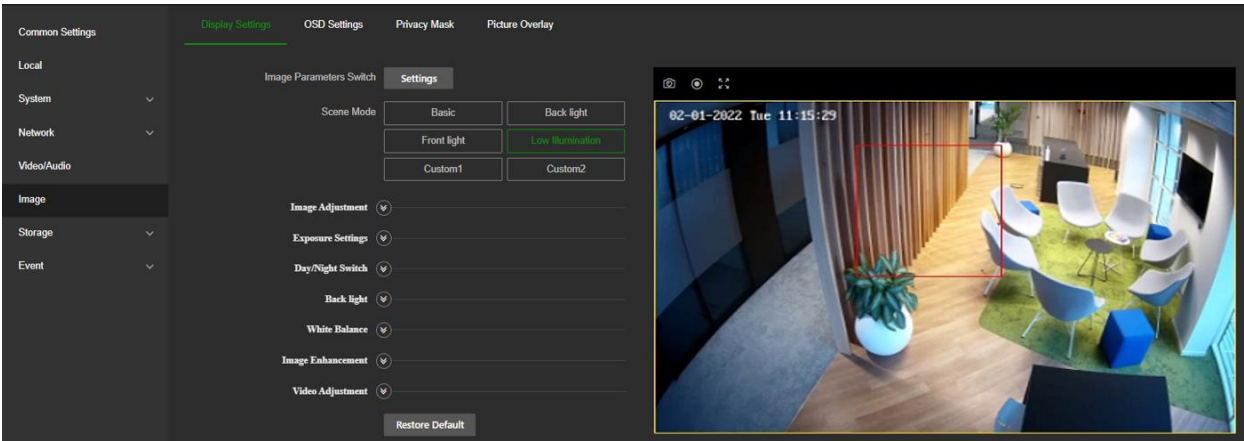 Common Settings
Local
System
Network
Video/Audio
Image
Storage
Event
Display Settings OSD Settings Privacy Mask Picture Overlay
Image Parameters Switch Settings
Scene Mode Basic Back light
Front light Low Illumination
Custom1 Custom2
Image Adjustment
Exposure Settings
Day/Night Switch
Back light
White Balance
Image Enhancement
Video Adjustment
Restore Default
02-01-2022 Tue 11:15:29